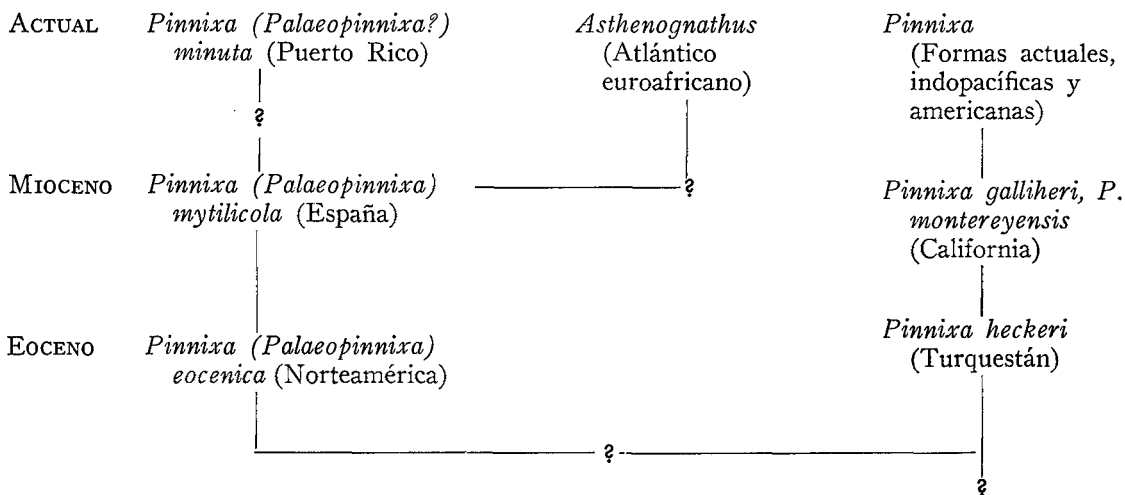 ACTUAL Pinnixa (Palaeopinnixa?) Asthenognathus Pinnixa
minuta (Puerto Rico) (Atlántico (Formas actuales,
euroafricano) indopacíficas y
americanas)
?
MIOCENO Pinnixa (Palaeopinnixa) ?
mytilicola (España) Pinnixa galliheri, P.
montereyensis
(California)
EOCENO Pinnixa (Palaeopinnixa) Pinnixa heckeri
eocenica (Norteamérica) (Turquestán)
?
?